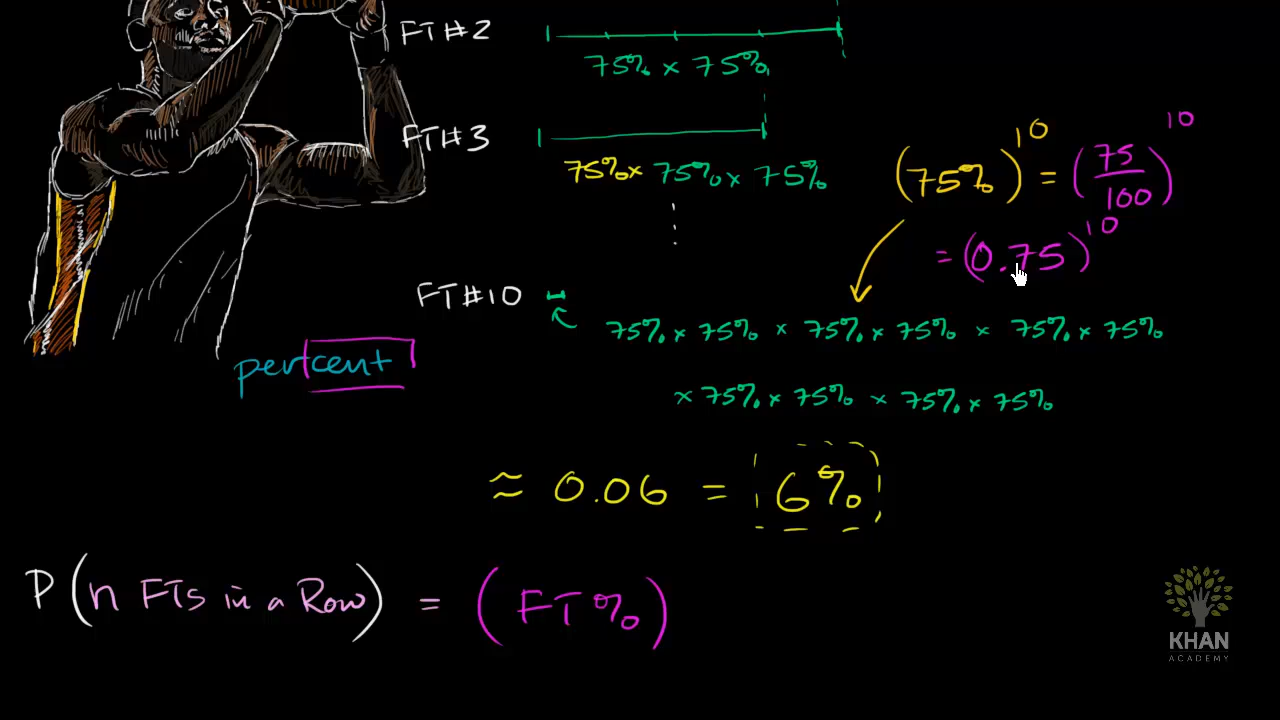 FT#2
75% x 75%
FT#3
75% x 75% x 75%
(75%)^10 = (75/100)^10
= (0.75)^10
FT#10
75% x 75% x 75% x 75% x 75% x 75%
x 75% x 75% x 75% x 75%
percent
≈ 0.06 = 6%
P(n FTs in a Row) = (FT%)
KHAN
ACADEMY